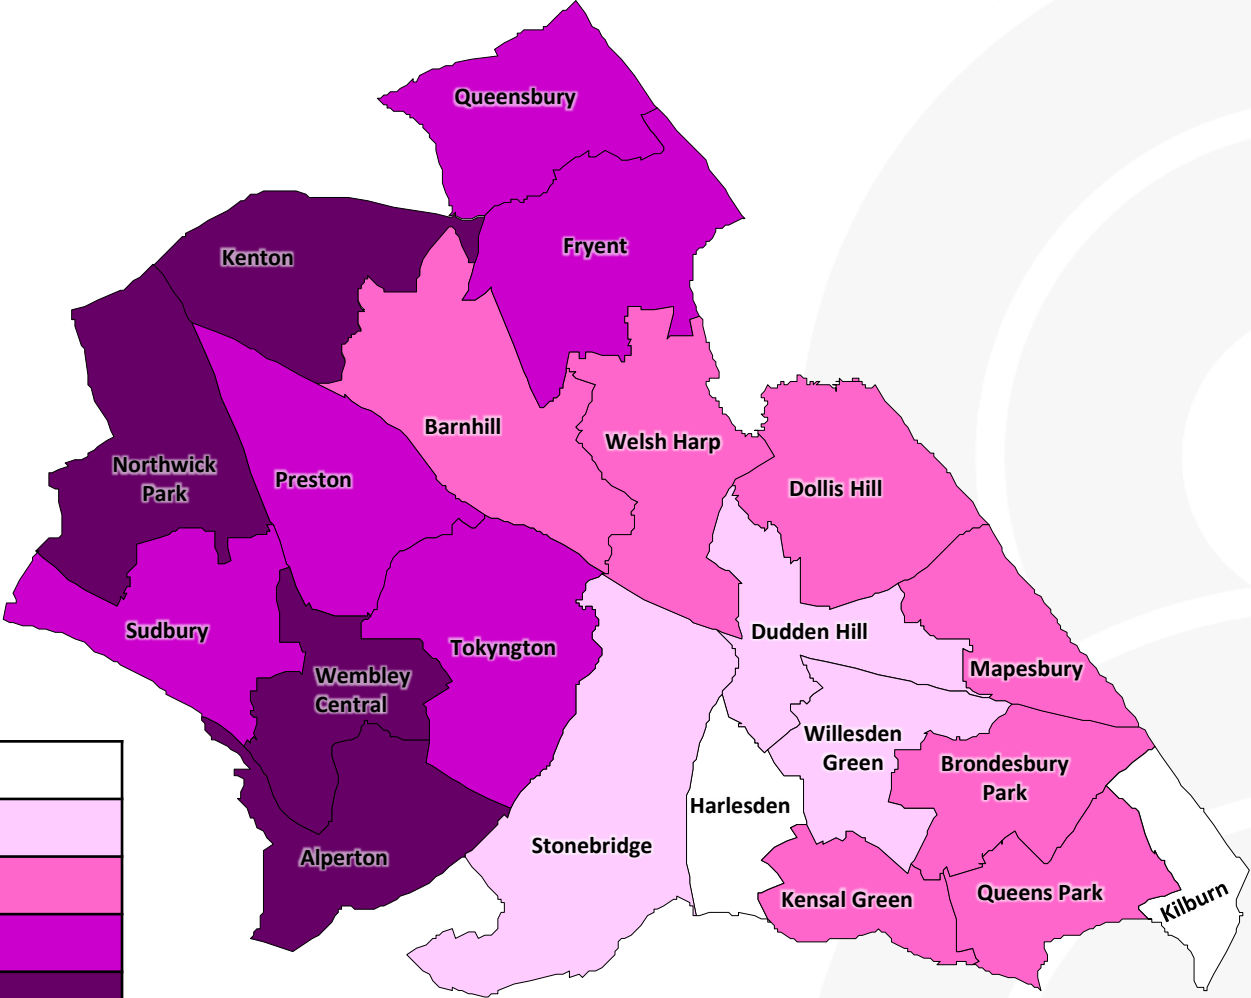 Queensbury
Fryent
Kenton
Barnhill
Welsh Harp
Northwick
Park
Preston
Dollis Hill
Sudbury
Tokyngton
Dudden Hill
Wembley
Central
Mapesbury
Willesden
Green
Brondesbury
Park
Harlesden
Stonebridge
Alperton
Kensal Green
Queens Park
Kilburn